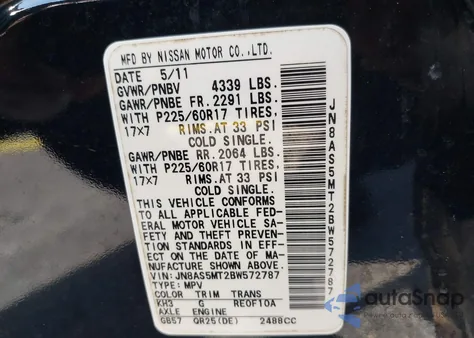 MFD BY NISSAN MOTOR CO.,LTD.
DATE 5/11
GVWR/PNBV 4339 LBS.
GAWR/PNBE FR. 2291 LBS.
WITH P225/60R17 TIRES,
17x7 RIMS.AT 33 PSI
COLD SINGLE.
GAWR/PNBE RR. 2064 LBS.
WITH P225/60R17 TIRES,
17x7 RIMS.AT 33 PSI
COLD SINGLE.
THIS VEHICLE CONFORMS
TO ALL APPLICABLE FED-
ERAL MOTOR VEHICLE SA-
FETY AND THEFT PREVEN-
TION STANDARDS IN EFF-
ECT ON THE DATE OF MA-
NUFACTURE SHOWN ABOVE.
VIN:JN8AS5MT2BW572787
TYPE: MPV
COLOR TRIM TRANS
KH3 G RE0F10A
AXLE ENGINE
GB57 QR25(DE) 2488CC
JN8AS5MT2BW572787
autoSnap